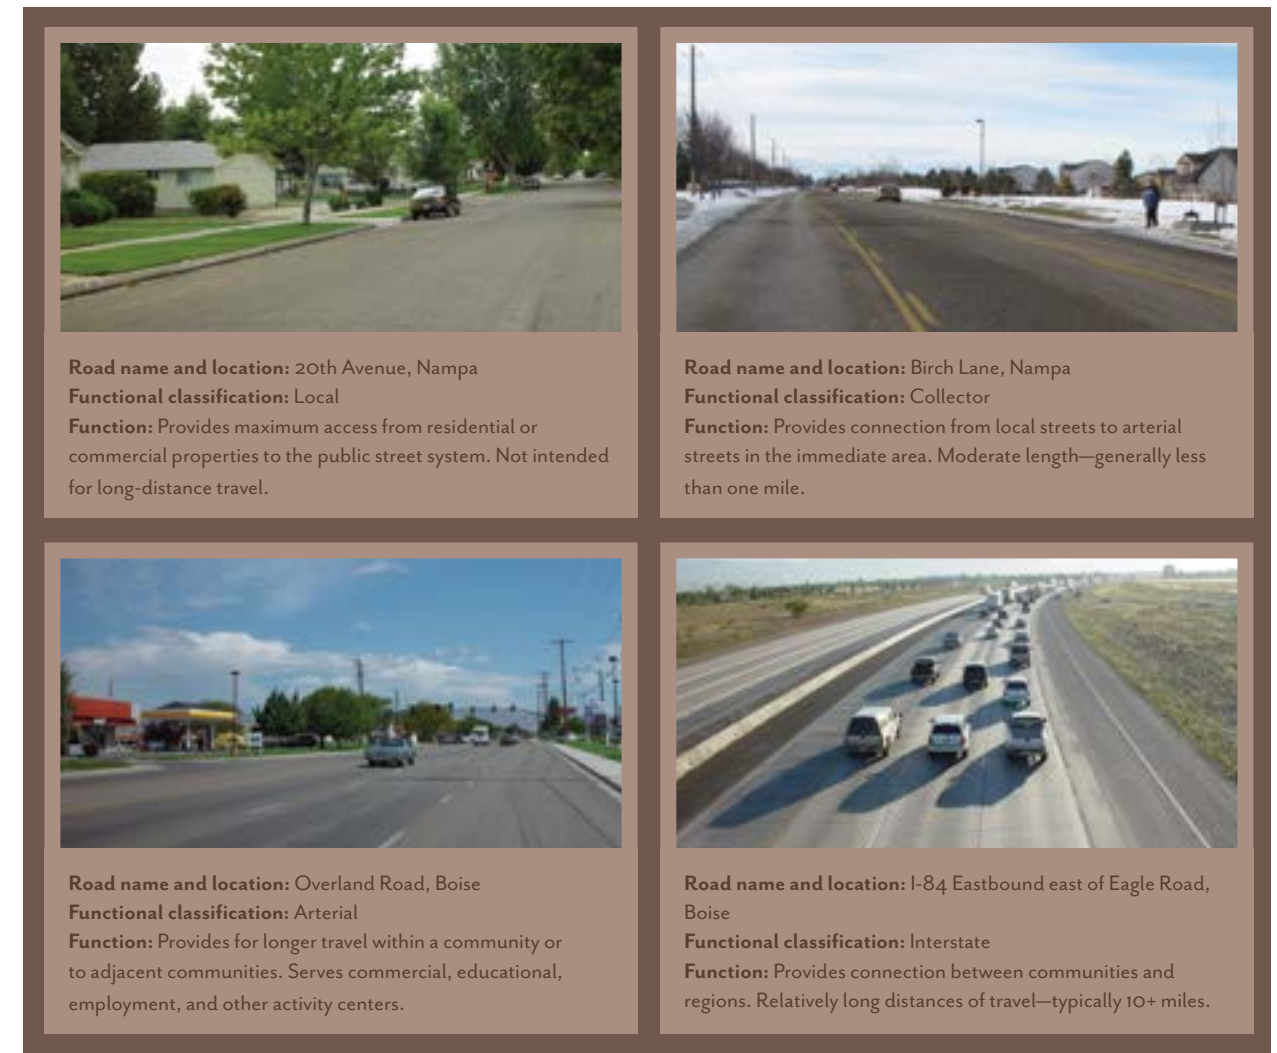 Road name and location: 20th Avenue, Nampa
Functional classification: Local
Function: Provides maximum access from residential or
commercial properties to the public street system. Not intended
for long-distance travel.
Road name and location: Birch Lane, Nampa
Functional classification: Collector
Function: Provides connection from local streets to arterial
streets in the immediate area. Moderate length—generally less
than one mile.
Road name and location: Overland Road, Boise
Functional classification: Arterial
Function: Provides for longer travel within a community or
to adjacent communities. Serves commercial, educational,
employment, and other activity centers.
Road name and location: I-84 Eastbound east of Eagle Road,
Boise
Functional classification: Interstate
Function: Provides connection between communities and
regions. Relatively long distances of travel—typically 10+ miles.